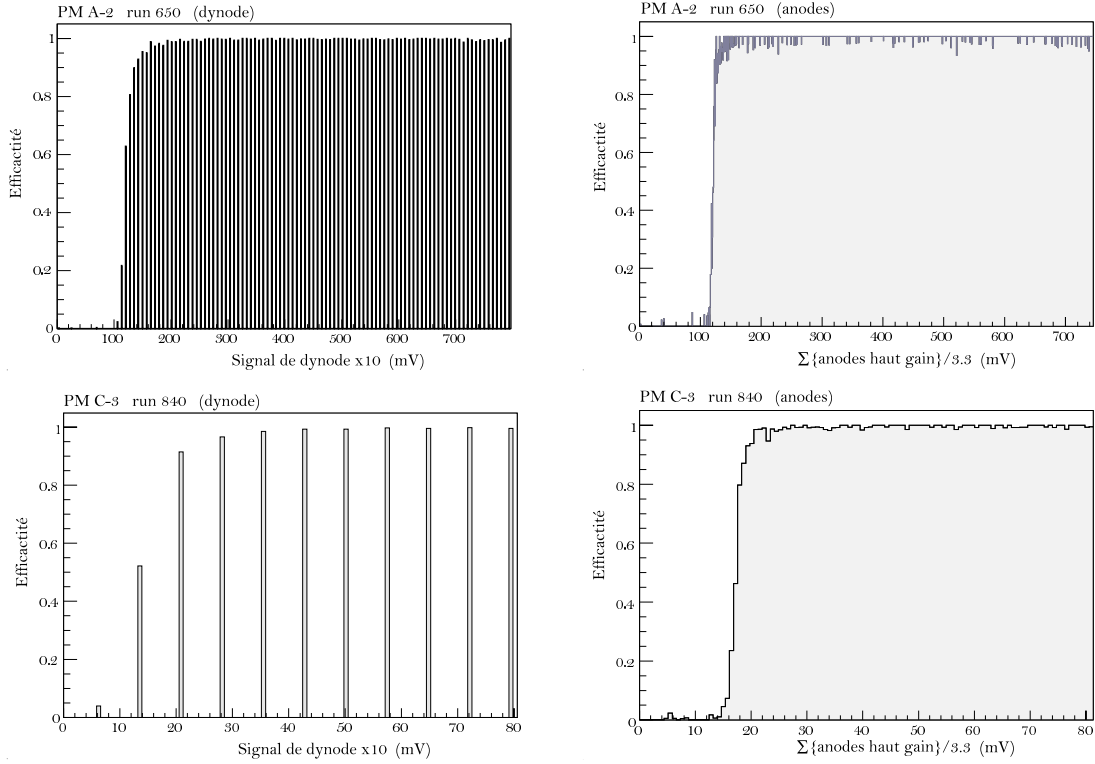 PM A-2 run 650 (dynode)
Efficactité
1
0.8
0.6
0.4
0.2
0
0 100 200 300 400 500 600 700
Signal de dynode x10 (mV)
PM A-2 run 650 (anodes)
Efficactité
1
0.8
0.6
0.4
0.2
0
0 100 200 300 400 500 600 700
Σ{anodes haut gain}/3.3 (mV)
PM C-3 run 840 (dynode)
Efficactité
1
0.8
0.6
0.4
0.2
0
0 10 20 30 40 50 60 70 80
Signal de dynode x10 (mV)
PM C-3 run 840 (anodes)
Efficactité
1
0.8
0.6
0.4
0.2
0
0 10 20 30 40 50 60 70 80
Σ{anodes haut gain}/3.3 (mV)